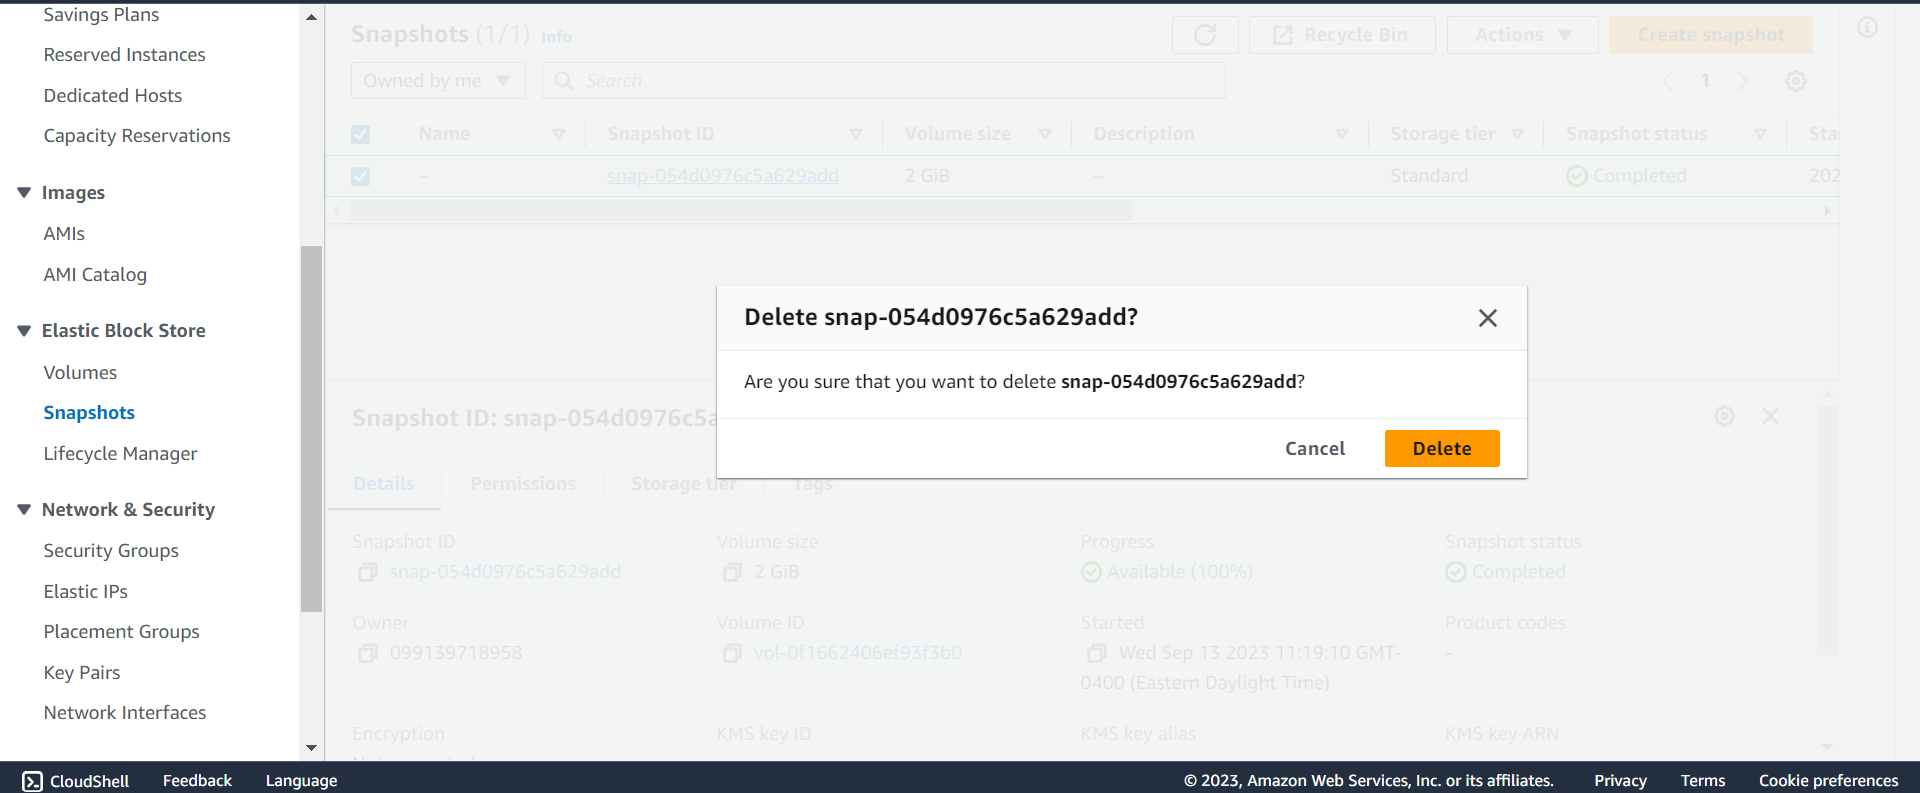 Savings Plans
Reserved Instances
Dedicated Hosts
Capacity Reservations
Images
AMIs
AMI Catalog
Elastic Block Store
Volumes
Snapshots
Lifecycle Manager
Network & Security
Security Groups
Elastic IPs
Placement Groups
Key Pairs
Network Interfaces
Snapshots (1/1) Info
Recycle Bin
Actions
Create snapshot
Owned by me
Search
1
Name Snapshot ID Volume size Description Storage tier Snapshot status Sta
– snap-054d0976c5a629add 2 GiB – Standard Completed 202
Delete snap-054d0976c5a629add?
Are you sure that you want to delete snap-054d0976c5a629add?
Cancel Delete
Snapshot ID: snap-054d0976c5a
Details Permissions Storage tier Tags
Snapshot ID Volume size Progress Snapshot status
snap-054d0976c5a629add 2 GiB Available (100%) Completed
Owner Volume ID Started Product codes
099139718958 vol-0f1662406ef93f3b0 Wed Sep 13 2023 11:19:10 GMT- –
0400 (Eastern Daylight Time)
Encryption KMS key ID KMS key alias KMS key ARN
CloudShell Feedback Language © 2023, Amazon Web Services, Inc. or its affiliates. Privacy Terms Cookie preferences